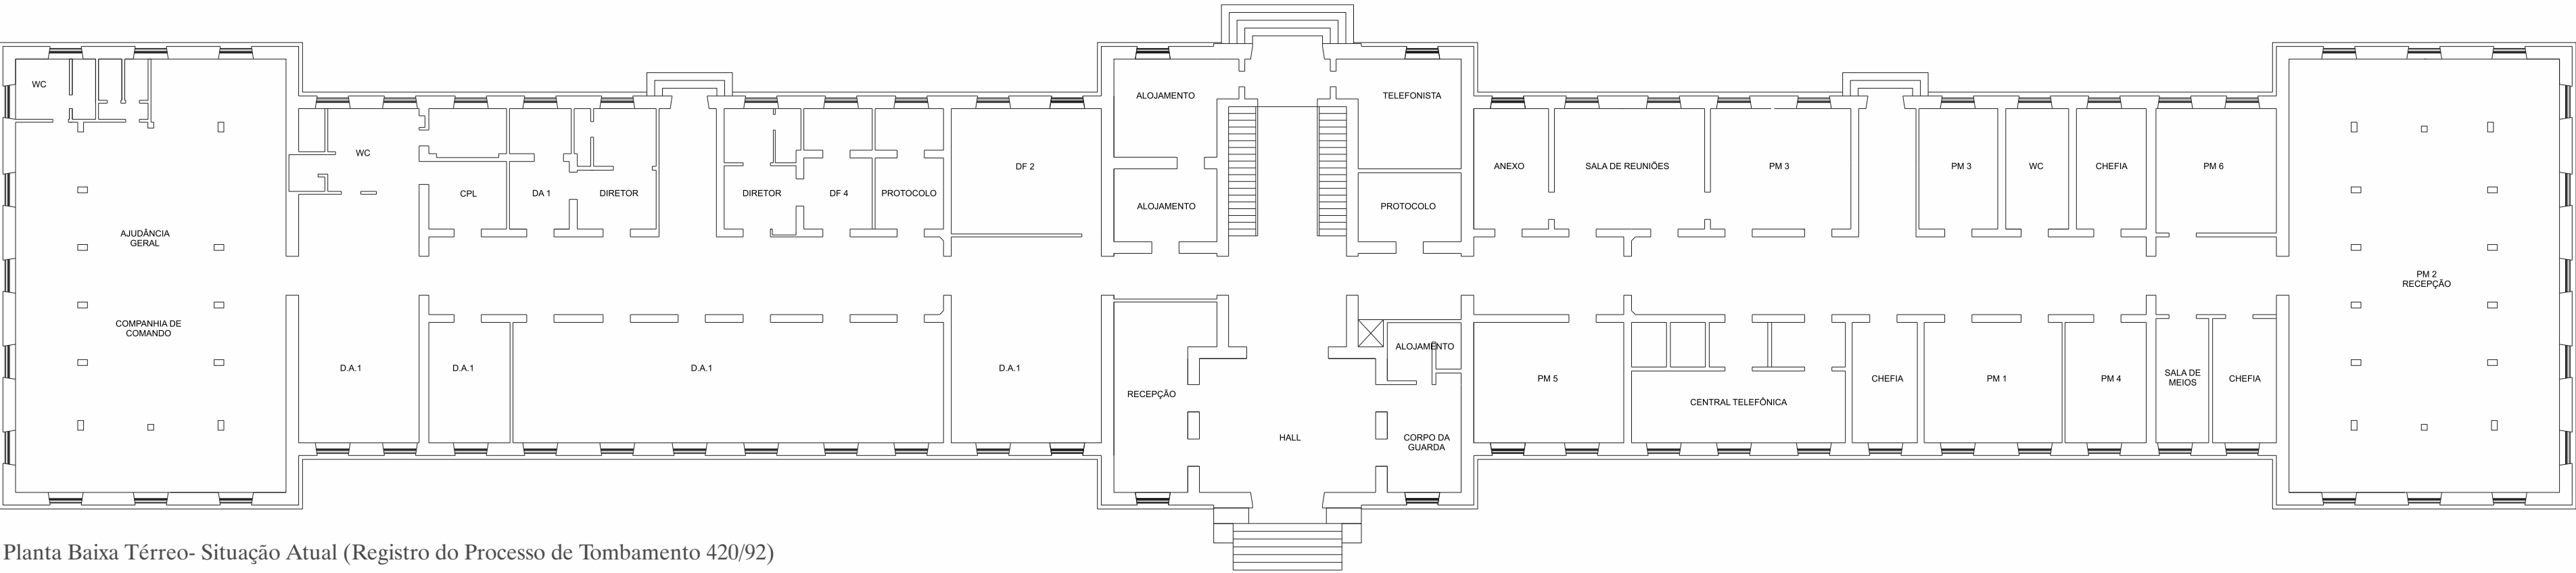 WC
WC
AJUDÂNCIA
GERAL
COMPANHIA DE
COMANDO
CPL
DA 1
DIRETOR
DIRETOR
DF 4
PROTOCOLO
DF 2
D.A.1
D.A.1
D.A.1
D.A.1
ALOJAMENTO
ALOJAMENTO
TELEFONISTA
PROTOCOLO
RECEPÇÃO
HALL
ALOJAMENTO
CORPO DA
GUARDA
ANEXO
SALA DE REUNIÕES
PM 3
PM 3
WC
CHEFIA
PM 6
PM 5
CENTRAL TELEFÔNICA
CHEFIA
PM 1
PM 4
SALA DE
MEIOS
CHEFIA
PM 2
RECEPÇÃO
Planta Baixa Térreo- Situação Atual (Registro do Processo de Tombamento 420/92)